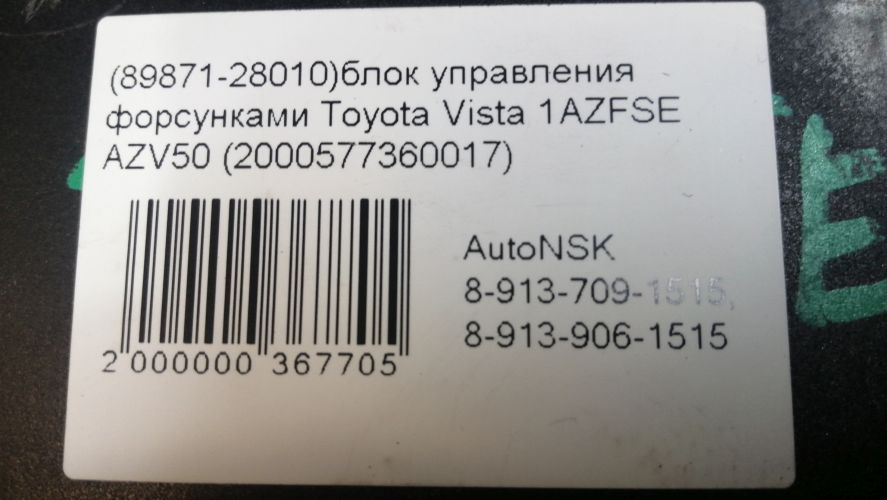 (89871-28010)блок управления
форсунками Toyota Vista 1AZFSE
AZV50 (2000577360017)
AutoNSK
8-913-709-1515,
8-913-906-1515
2 000000 367705
E